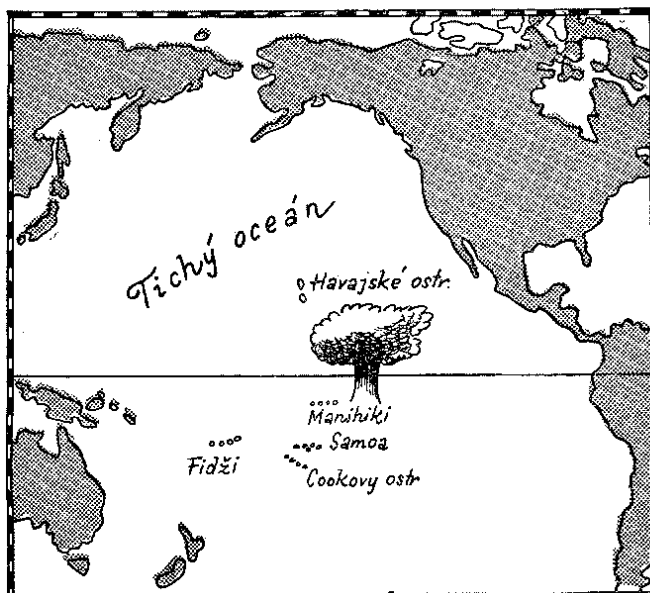 Tichý oceán
Havajské ostr.
Manihiki
Samoa
Fidži
Cookovy ostr